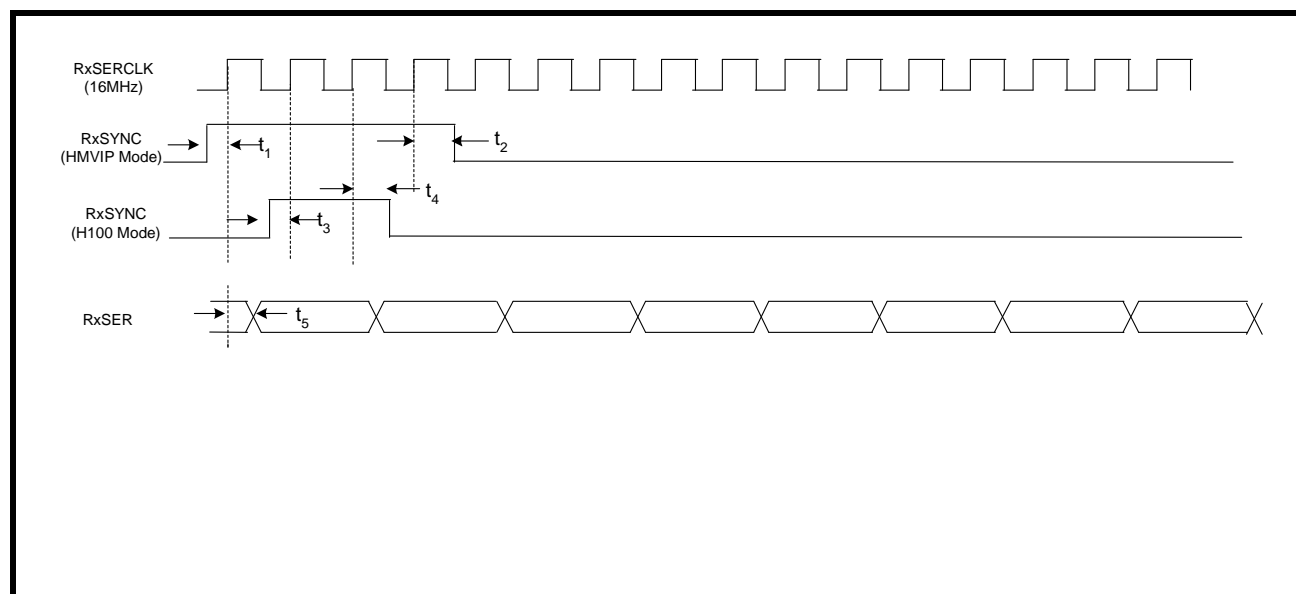 RxSERCLK
(16MHz)
RxSYNC
(HMVIP Mode)
t1
t2
RxSYNC
(H100 Mode)
t3
t4
RxSER
t5